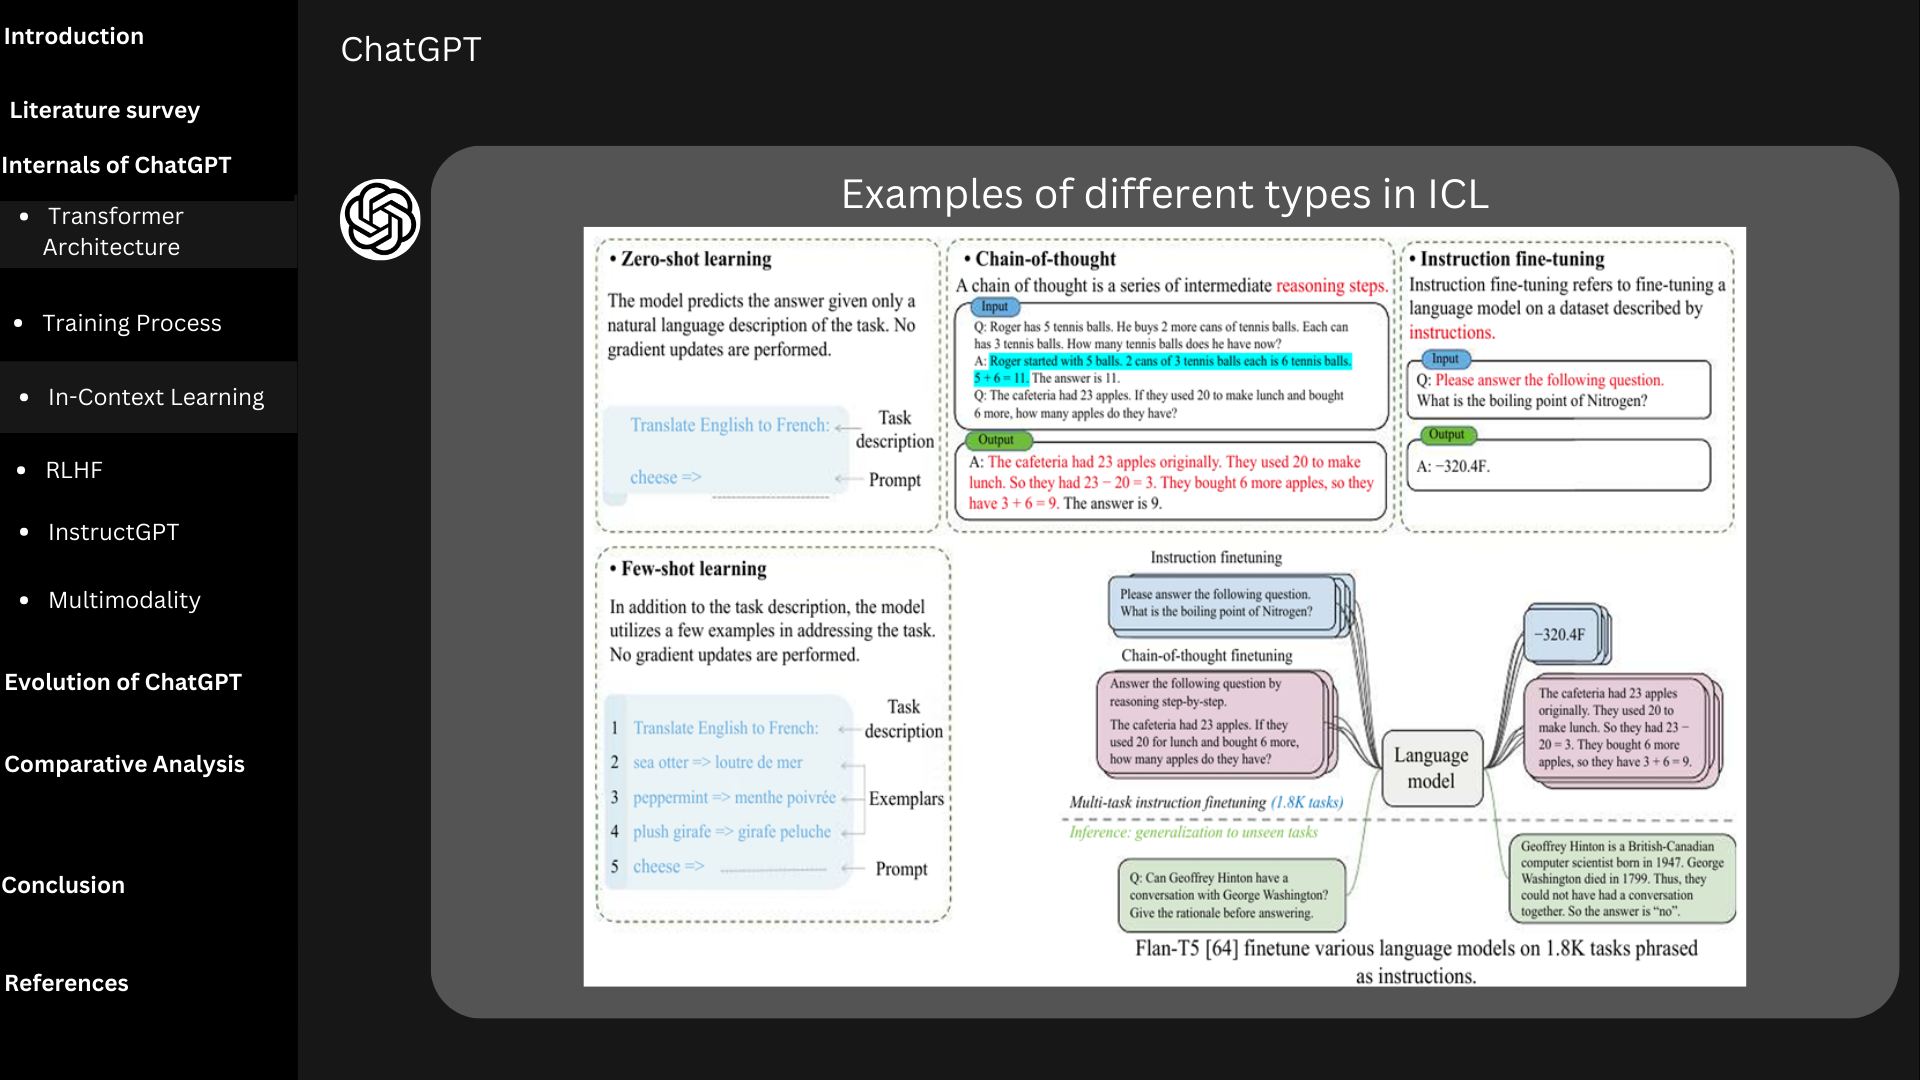 Introduction
Literature survey
Internals of ChatGPT
• Transformer
Architecture
• Training Process
• In-Context Learning
• RLHF
• InstructGPT
• Multimodality
Evolution of ChatGPT
Comparative Analysis
Conclusion
References
ChatGPT
Examples of different types in ICL
• Zero-shot learning
The model predicts the answer given only a
natural language description of the task. No
gradient updates are performed.
Translate English to French:
Task
description
cheese =>
Prompt
• Chain-of-thought
A chain of thought is a series of intermediate reasoning steps.
Input
Q: Roger has 5 tennis balls. He buys 2 more cans of tennis balls. Each can
has 3 tennis balls. How many tennis balls does he have now?
A: Roger started with 5 balls. 2 cans of 3 tennis balls each is 6 tennis balls.
5 + 6 = 11. The answer is 11.
Q: The cafeteria had 23 apples. If they used 20 to make lunch and bought
6 more, how many apples do they have?
Output
A: The cafeteria had 23 apples originally. They used 20 to make
lunch. So they had 23 − 20 = 3. They bought 6 more apples, so they
have 3 + 6 = 9. The answer is 9.
• Instruction fine-tuning
Instruction fine-tuning refers to fine-tuning a
language model on a dataset described by
instructions.
Input
Q: Please answer the following question.
What is the boiling point of Nitrogen?
Output
A: −320.4F.
• Few-shot learning
In addition to the task description, the model
utilizes a few examples in addressing the task.
No gradient updates are performed.
1 Translate English to French:
Task
description
2 sea otter => loutre de mer
3 peppermint => menthe poivrée
Exemplars
4 plush girafe => girafe peluche
5 cheese =>
Prompt
Instruction finetuning
Please answer the following question.
What is the boiling point of Nitrogen?
Chain-of-thought finetuning
Answer the following question by
reasoning step-by-step.
The cafeteria had 23 apples. If they
used 20 for lunch and bought 6 more,
how many apples do they have?
Language
model
−320.4F
The cafeteria had 23 apples
originally. They used 20 to
make lunch. So they had 23 −
20 = 3. They bought 6 more
apples, so they have 3 + 6 = 9.
Multi-task instruction finetuning (1.8K tasks)
Inference: generalization to unseen tasks
Q: Can Geoffrey Hinton have a
conversation with George Washington?
Give the rationale before answering.
Geoffrey Hinton is a British-Canadian
computer scientist born in 1947. George
Washington died in 1799. Thus, they
could not have had a conversation
together. So the answer is “no”.
Flan-T5 [64] finetune various language models on 1.8K tasks phrased
as instructions.